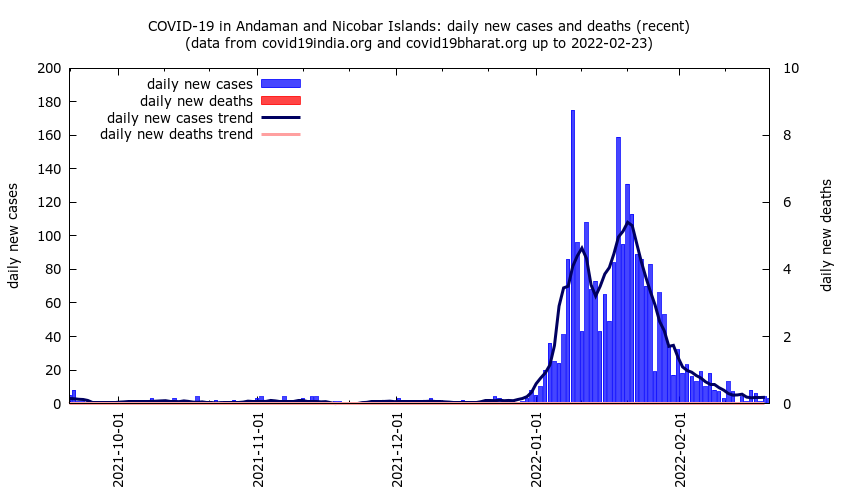 COVID-19 in Andaman and Nicobar Islands: daily new cases and deaths (recent)
(data from covid19india.org and covid19bharat.org up to 2022-02-23)
daily new cases
daily new deaths
daily new cases trend
daily new deaths trend
200
180
160
140
120
100
80
60
40
20
0
daily new cases
10
8
6
4
2
0
daily new deaths
2021-10-01
2021-11-01
2021-12-01
2022-01-01
2022-02-01